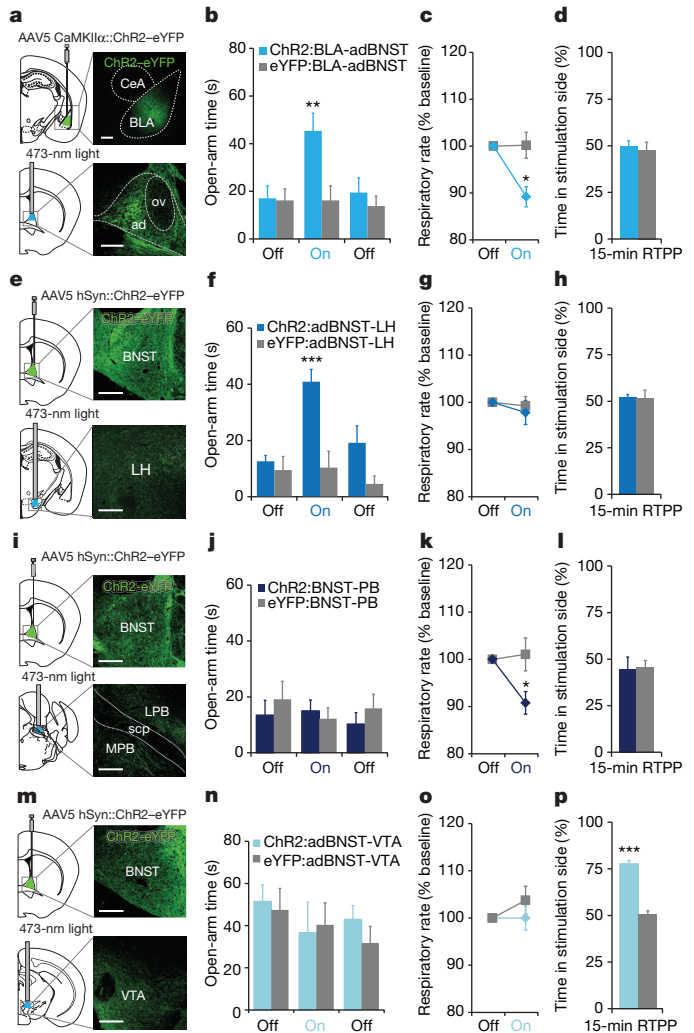 a
AAV5 CaMKIIα::ChR2–eYFP
ChR2–eYFP
CeA
BLA
473-nm light
ov
ad
b
ChR2:BLA-adBNST
eYFP:BLA-adBNST
Open-arm time (s)
80
60
40
20
0
**
Off
On
Off
c
Respiratory rate (% baseline)
120
110
100
90
80
*
Off
On
d
Time in stimulation side (%)
100
75
50
25
0
15-min RTPP
e
AAV5 hSyn::ChR2–eYFP
ChR2–eYFP
BNST
473-nm light
LH
f
ChR2:adBNST-LH
eYFP:adBNST-LH
Open-arm time (s)
60
40
20
0
***
Off
On
Off
g
Respiratory rate (% baseline)
120
110
100
90
80
Off
On
h
Time in stimulation side (%)
100
75
50
25
0
15-min RTPP
i
AAV5 hSyn::ChR2–eYFP
ChR2-eYFP
BNST
473-nm light
LPB
scp
MPB
j
ChR2:BNST-PB
eYFP:BNST-PB
Open-arm time (s)
60
40
20
0
Off
On
Off
k
Respiratory rate (% baseline)
120
110
100
90
80
*
Off
On
l
Time in stimulation side (%)
100
75
50
25
0
15-min RTPP
m
AAV5 hSyn::ChR2–eYFP
ChR2–eYFP
BNST
473-nm light
VTA
n
ChR2:adBNST-VTA
eYFP:adBNST-VTA
Open-arm time (s)
100
80
60
40
20
0
Off
On
Off
o
Respiratory rate (% baseline)
120
110
100
90
80
Off
On
p
Time in stimulation side (%)
100
75
50
25
0
***
15-min RTPP